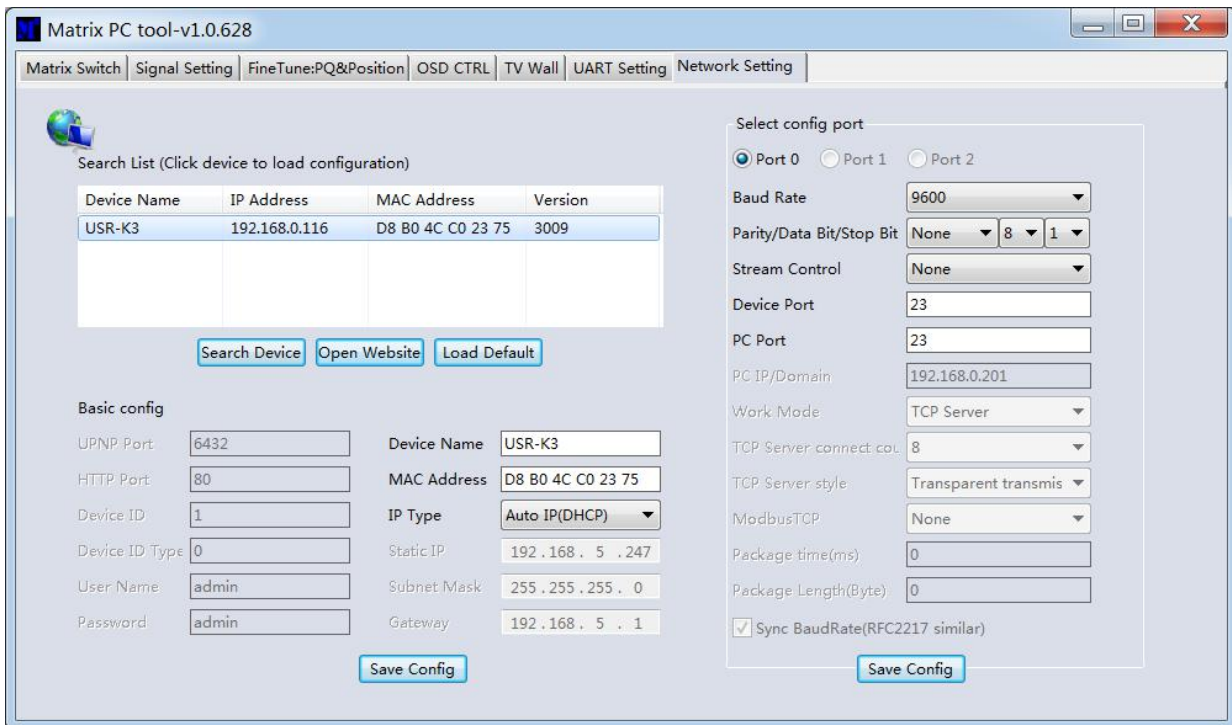 Matrix PC tool-v1.0.628
Matrix Switch Signal Setting FineTune:PQ&Position OSD CTRL TV Wall UART Setting Network Setting
Search List (Click device to load configuration)
Device Name IP Address MAC Address Version
USR-K3 192.168.0.116 D8 B0 4C C0 23 75 3009
Search Device Open Website Load Default
Basic config
UPNP Port 6432
HTTP Port 80
Device ID 1
Device ID Type 0
User Name admin
Password admin
Device Name USR-K3
MAC Address D8 B0 4C C0 23 75
IP Type Auto IP(DHCP)
Static IP 192 . 168 . 5 . 247
Subnet Mask 255 . 255 . 255 . 0
Gateway 192 . 168 . 5 . 1
Save Config
Select config port
Port 0 Port 1 Port 2
Baud Rate 9600
Parity/Data Bit/Stop Bit None 8 1
Stream Control None
Device Port 23
PC Port 23
PC IP/Domain 192.168.0.201
Work Mode TCP Server
TCP Server connect cou 8
TCP Server style Transparent transmis
ModbusTCP None
Package time(ms) 0
Package Length(Byte) 0
Sync BaudRate(RFC2217 similar)
Save Config